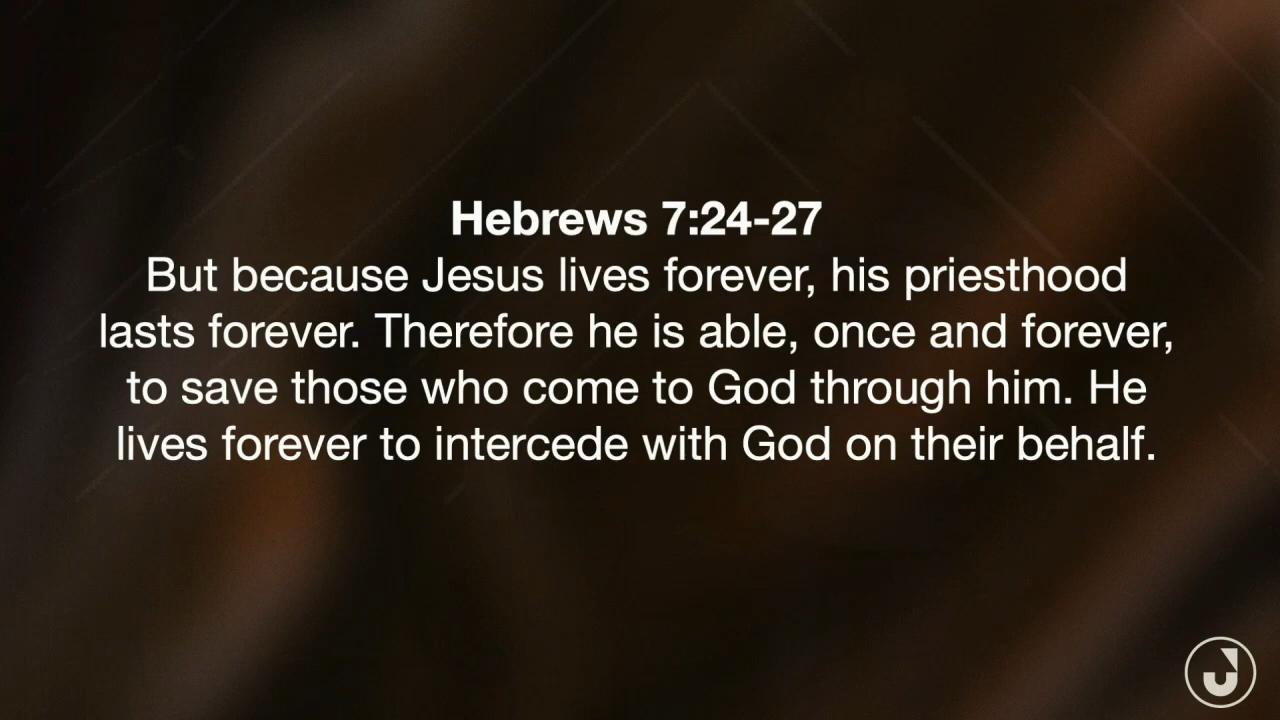 Hebrews 7:24-27
But because Jesus lives forever, his priesthood
lasts forever. Therefore he is able, once and forever,
to save those who come to God through him. He
lives forever to intercede with God on their behalf.